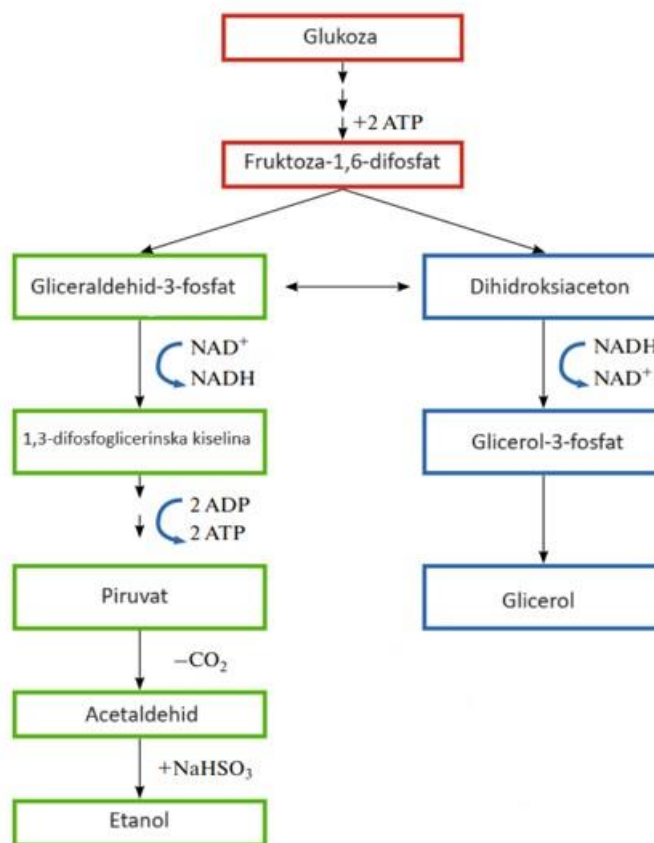 Glukoza
+2 ATP
Fruktoza-1,6-difosfat
Gliceraldehid-3-fosfat
Dihidroksiaceton
NAD⁺
NADH
NADH
NAD⁺
1,3-difosfoglicerinska kiselina
Glicerol-3-fosfat
2 ADP
2 ATP
Piruvat
Glicerol
–CO₂
Acetaldehid
+NaHSO₃
Etanol